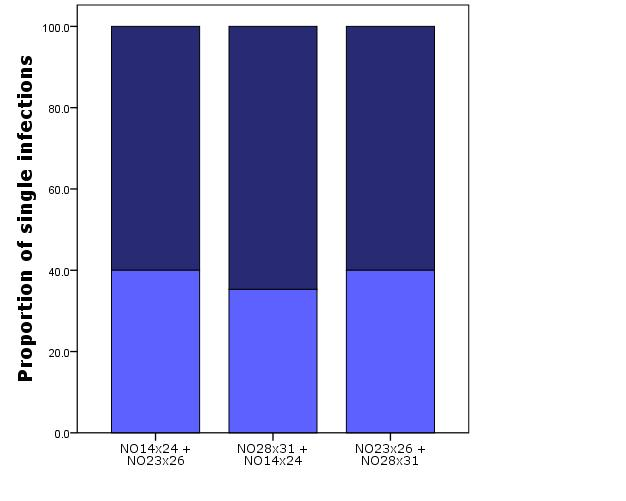 Proportion of single infections
100.0
80.0
60.0
40.0
20.0
0.0
NO14x24 +
NO23x26
NO28x31 +
NO14x24
NO23x26 +
NO28x31